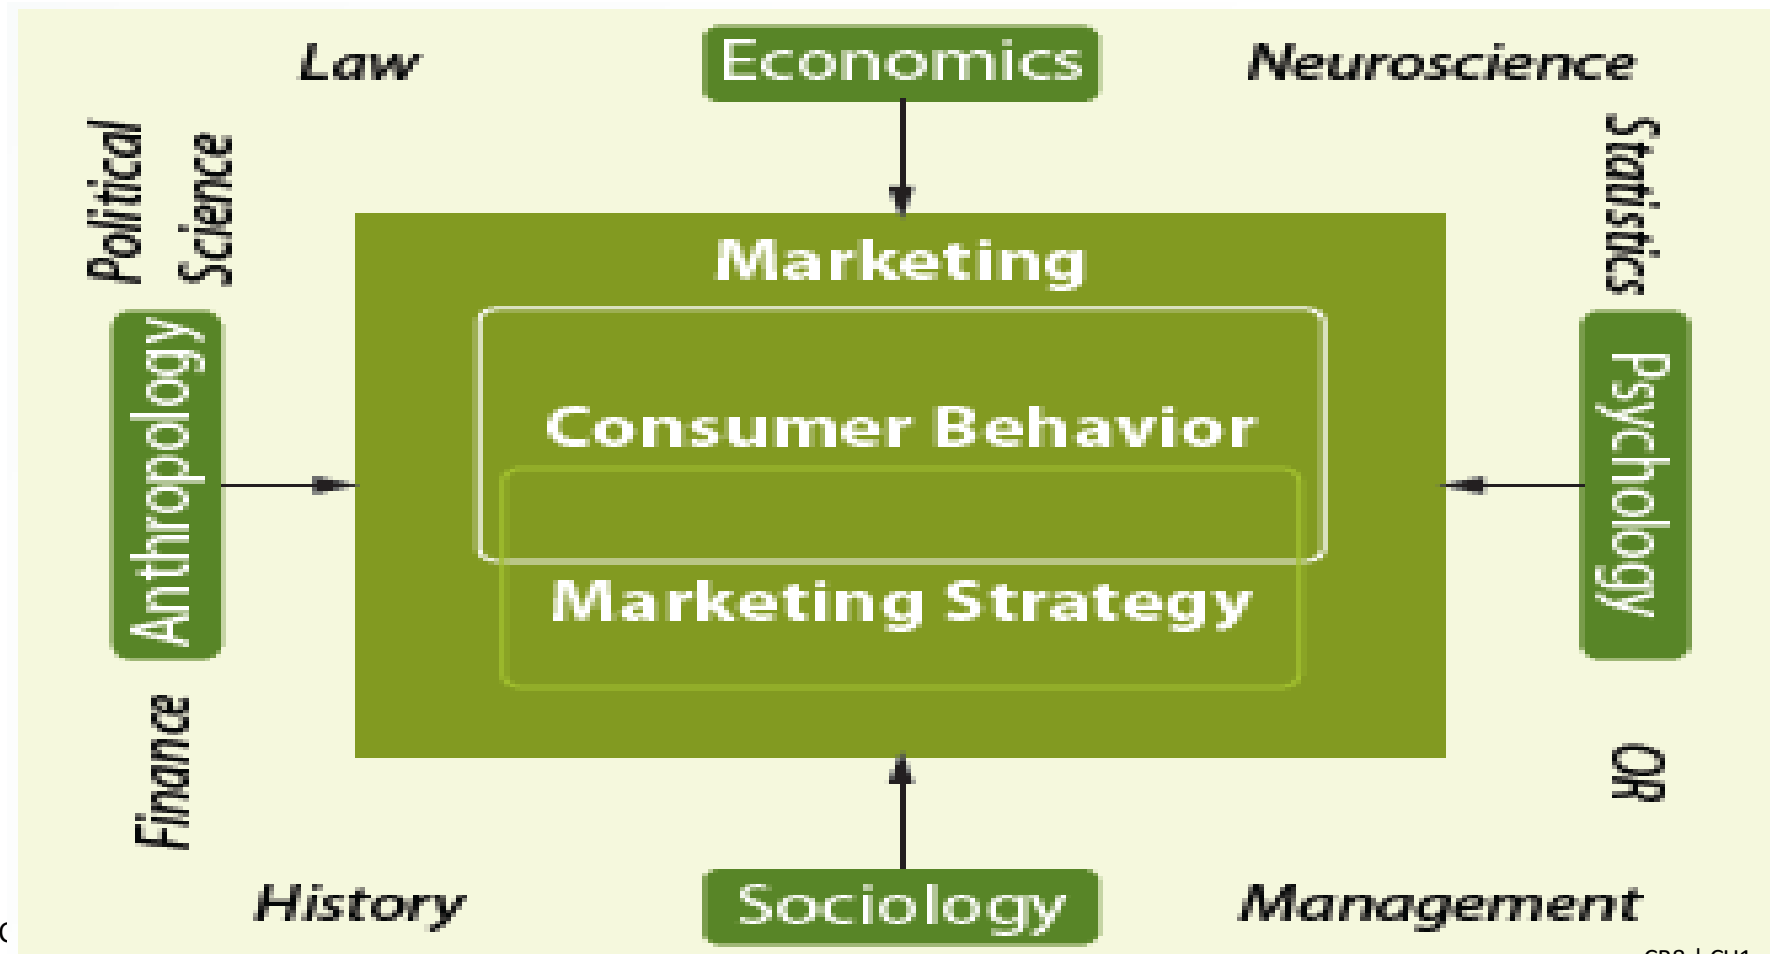 Law
Economics
Neuroscience
Political
Science
Statistics
Marketing
Anthropology
Consumer Behavior
Psychology
Marketing Strategy
Finance
OR
History
Sociology
Management